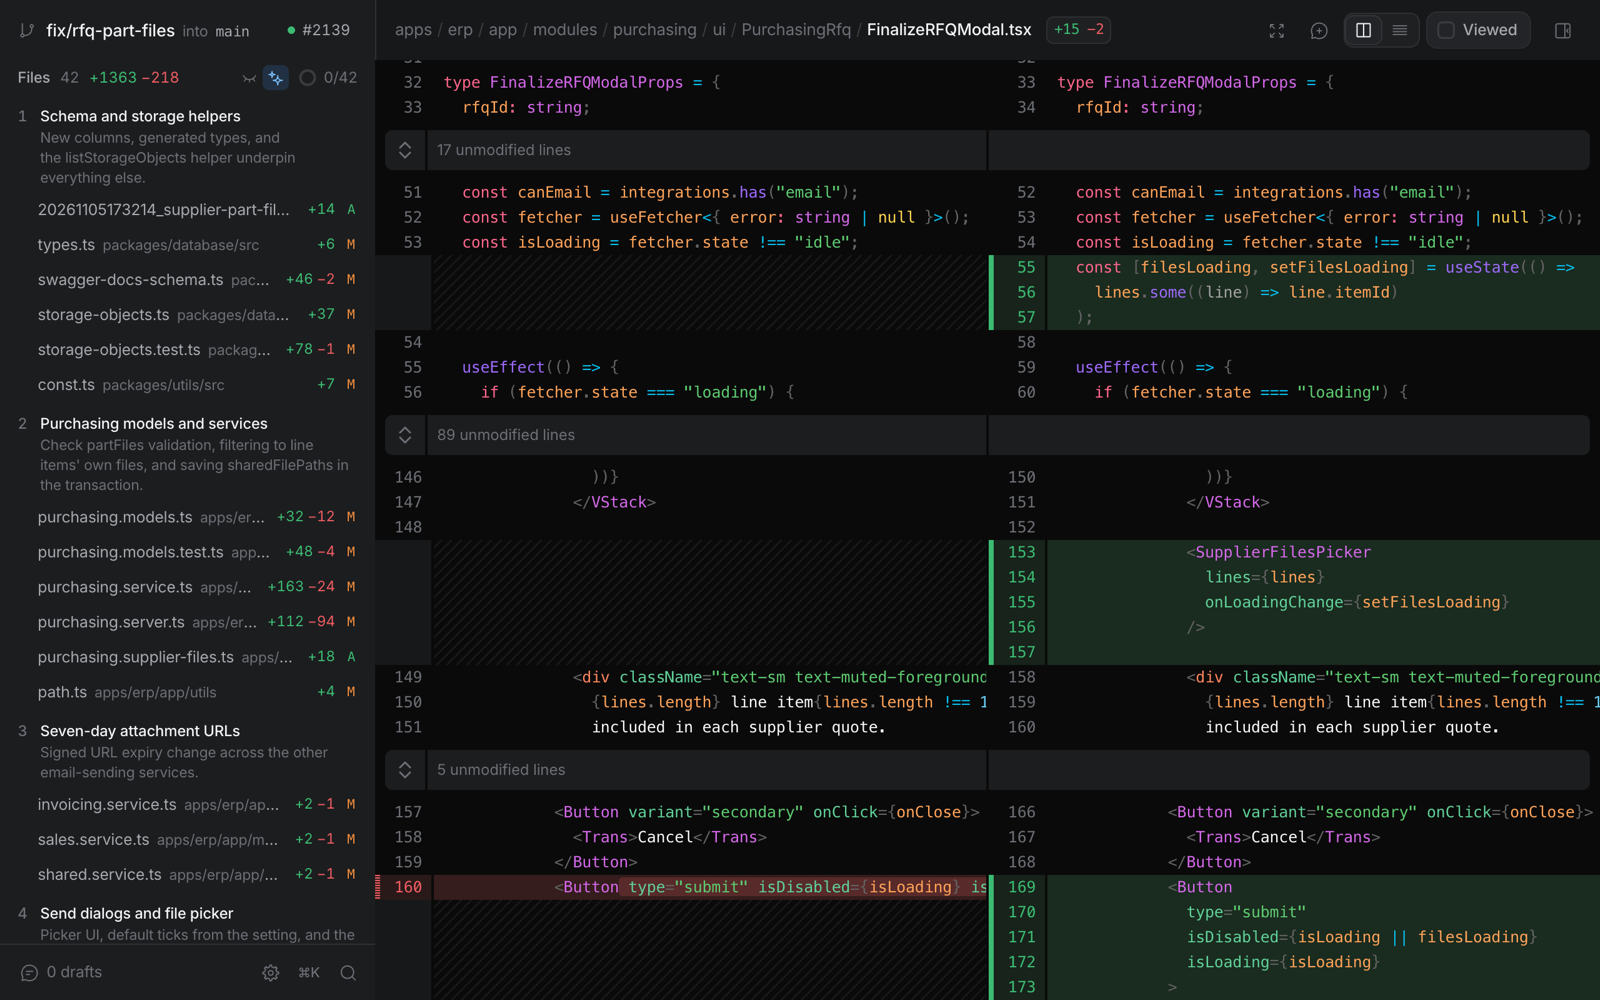 fix/rfq-part-files into main #2139
Files 42 +1363 −218 0/42
1 Schema and storage helpers
New columns, generated types, and
the listStorageObjects helper underpin
everything else.
20261105173214_supplier-part-fil... +14 A
types.ts packages/database/src +6 M
swagger-docs-schema.ts pac... +46 −2 M
storage-objects.ts packages/data... +37 M
storage-objects.test.ts packag... +78 −1 M
const.ts packages/utils/src +7 M
2 Purchasing models and services
Check partFiles validation, filtering to line
items' own files, and saving sharedFilePaths in
the transaction.
purchasing.models.ts apps/er... +32 −12 M
purchasing.models.test.ts app... +48 −4 M
purchasing.service.ts apps/... +163 −24 M
purchasing.server.ts apps/er... +112 −94 M
purchasing.supplier-files.ts apps/... +18 A
path.ts apps/erp/app/utils +4 M
3 Seven-day attachment URLs
Signed URL expiry change across the other
email-sending services.
invoicing.service.ts apps/erp/ap... +2 −1 M
sales.service.ts apps/erp/app/m... +2 −1 M
shared.service.ts apps/erp/app/... +2 −1 M
4 Send dialogs and file picker
Picker UI, default ticks from the setting, and the
0 drafts ⌘K
apps / erp / app / modules / purchasing / ui / PurchasingRfq / FinalizeRFQModal.tsx +15 −2 Viewed
32 type FinalizeRFQModalProps = {
33 rfqId: string;
17 unmodified lines
51 const canEmail = integrations.has("email");
52 const fetcher = useFetcher<{ error: string | null }>();
53 const isLoading = fetcher.state !== "idle";
54
55 useEffect(() => {
56 if (fetcher.state === "loading") {
89 unmodified lines
146 ))}
147 </VStack>
148
149 <div className="text-sm text-muted-foreground
150 {lines.length} line item{lines.length !== 1
151 included in each supplier quote.
5 unmodified lines
157 <Button variant="secondary" onClick={onClose}>
158 <Trans>Cancel</Trans>
159 </Button>
160 <Button type="submit" isDisabled={isLoading} is
33 type FinalizeRFQModalProps = {
34 rfqId: string;
52 const canEmail = integrations.has("email");
53 const fetcher = useFetcher<{ error: string | null }>();
54 const isLoading = fetcher.state !== "idle";
55 const [filesLoading, setFilesLoading] = useState(() =>
56 lines.some((line) => line.itemId)
57 );
58
59 useEffect(() => {
60 if (fetcher.state === "loading") {
150 ))}
151 </VStack>
152
153 <SupplierFilesPicker
154 lines={lines}
155 onLoadingChange={setFilesLoading}
156 />
157
158 <div className="text-sm text-muted-foreground
159 {lines.length} line item{lines.length !== 1
160 included in each supplier quote.
166 <Button variant="secondary" onClick={onClose}>
167 <Trans>Cancel</Trans>
168 </Button>
169 <Button
170 type="submit"
171 isDisabled={isLoading || filesLoading}
172 isLoading={isLoading}
173 >